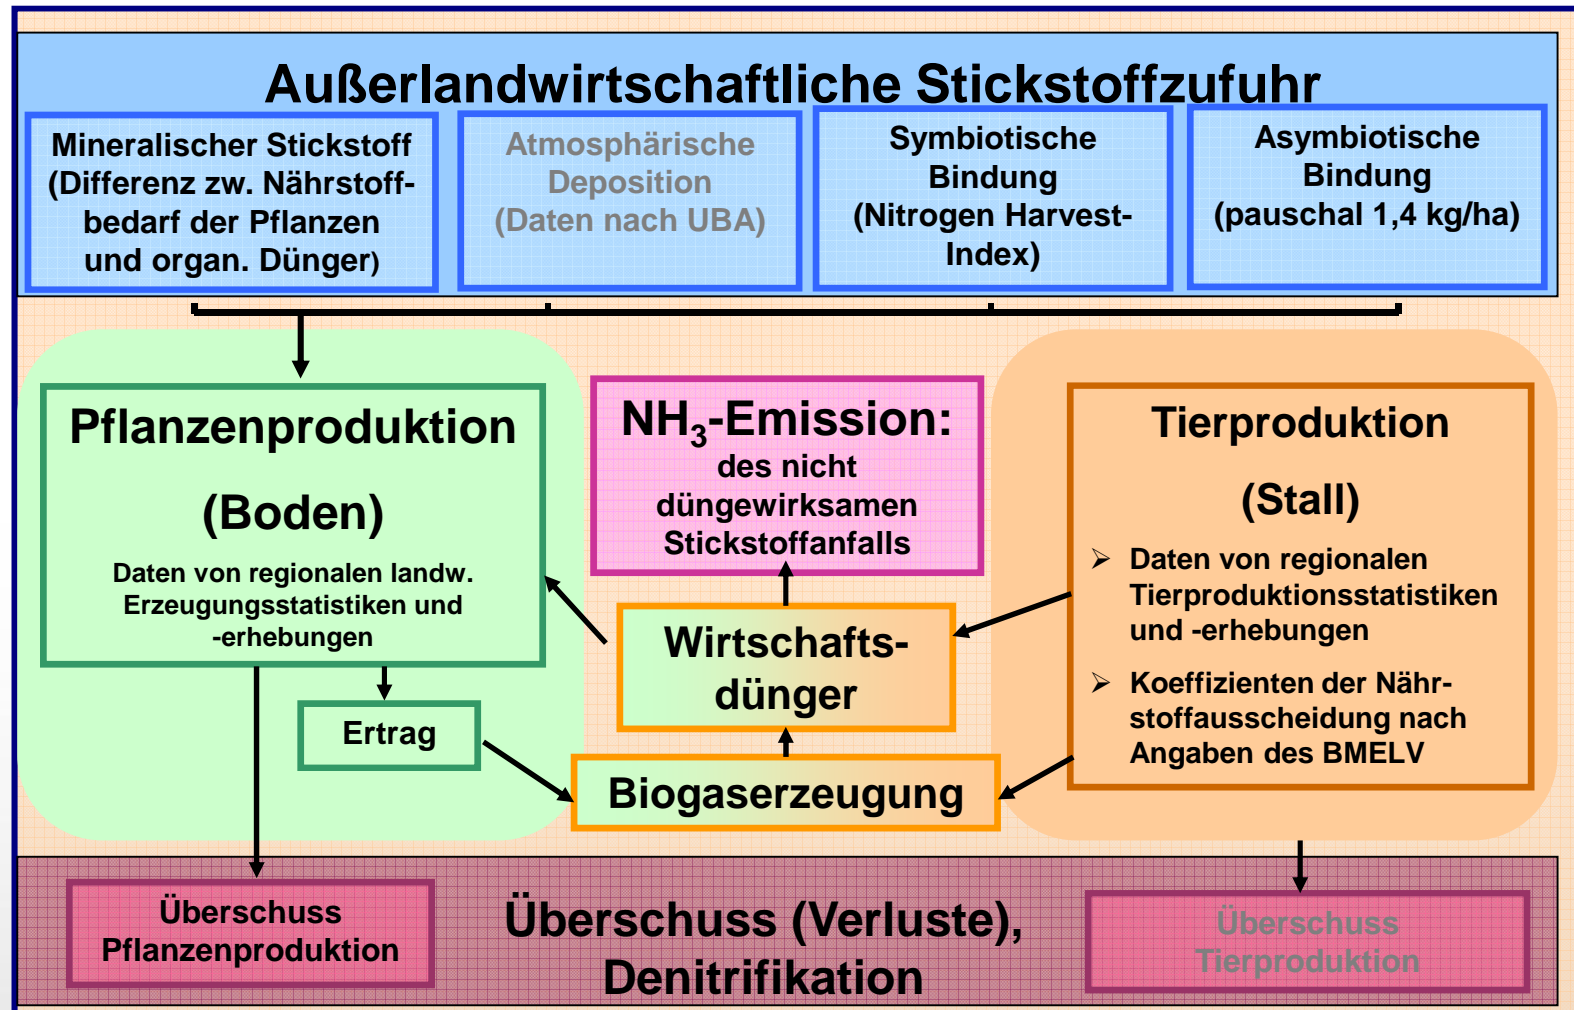 Außerlandwirtschaftliche Stickstoffzufuhr
Mineralischer Stickstoff
(Differenz zw. Nährstoff-
bedarf der Pflanzen
und organ. Dünger)
Atmosphärische
Deposition
(Daten nach UBA)
Symbiotische
Bindung
(Nitrogen Harvest-
Index)
Asymbiotische
Bindung
(pauschal 1,4 kg/ha)
Pflanzenproduktion
(Boden)
Daten von regionalen landw.
Erzeugungsstatistiken und
-erhebungen
Ertrag
NH₃-Emission:
des nicht
düngewirksamen
Stickstoffanfalls
Wirtschafts-
dünger
Biogaserzeugung
Tierproduktion
(Stall)
➢ Daten von regionalen
Tierproduktionsstatistiken
und -erhebungen
➢ Koeffizienten der Nähr-
stoffausscheidung nach
Angaben des BMELV
Überschuss
Pflanzenproduktion
Überschuss (Verluste),
Denitrifikation
Überschuss
Tierproduktion